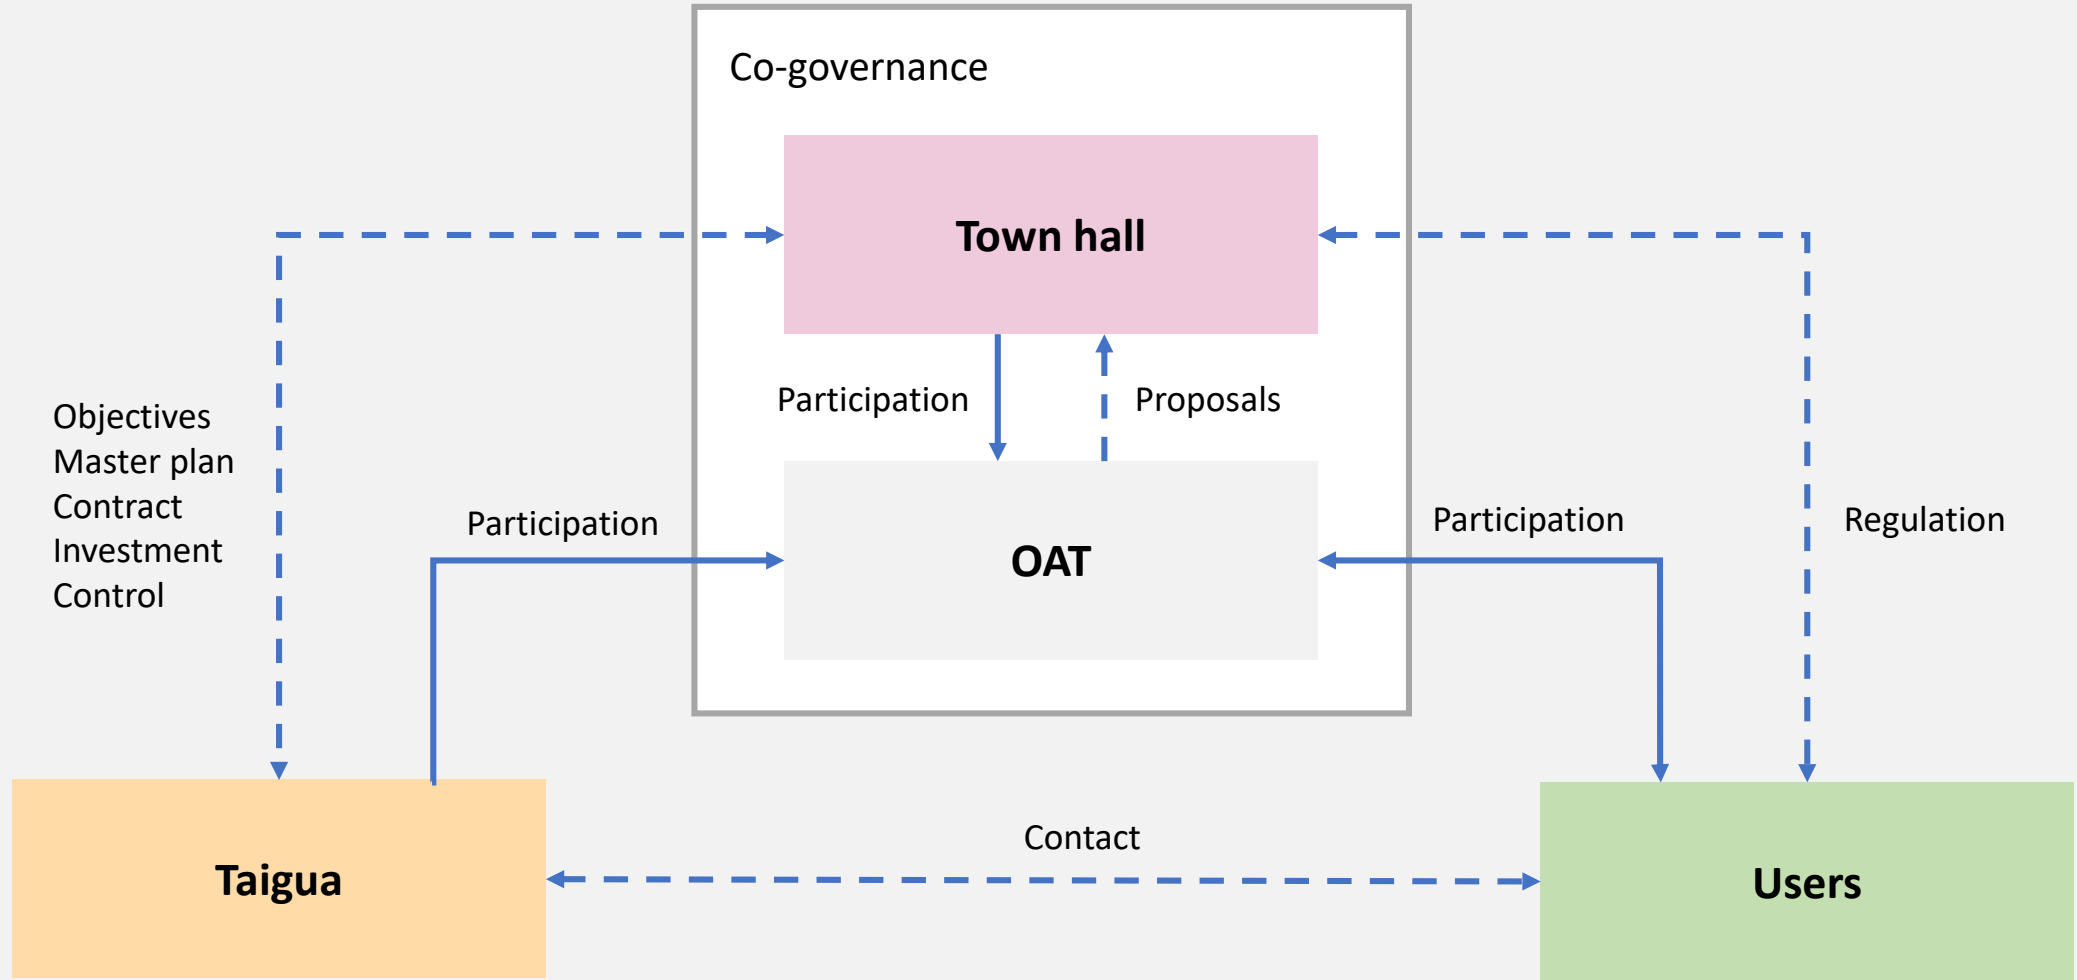 Co-governance
Town hall
Participation
Proposals
Objectives
Master plan
Contract
Investment
Control
Participation
OAT
Participation
Regulation
Contact
Taigua
Users